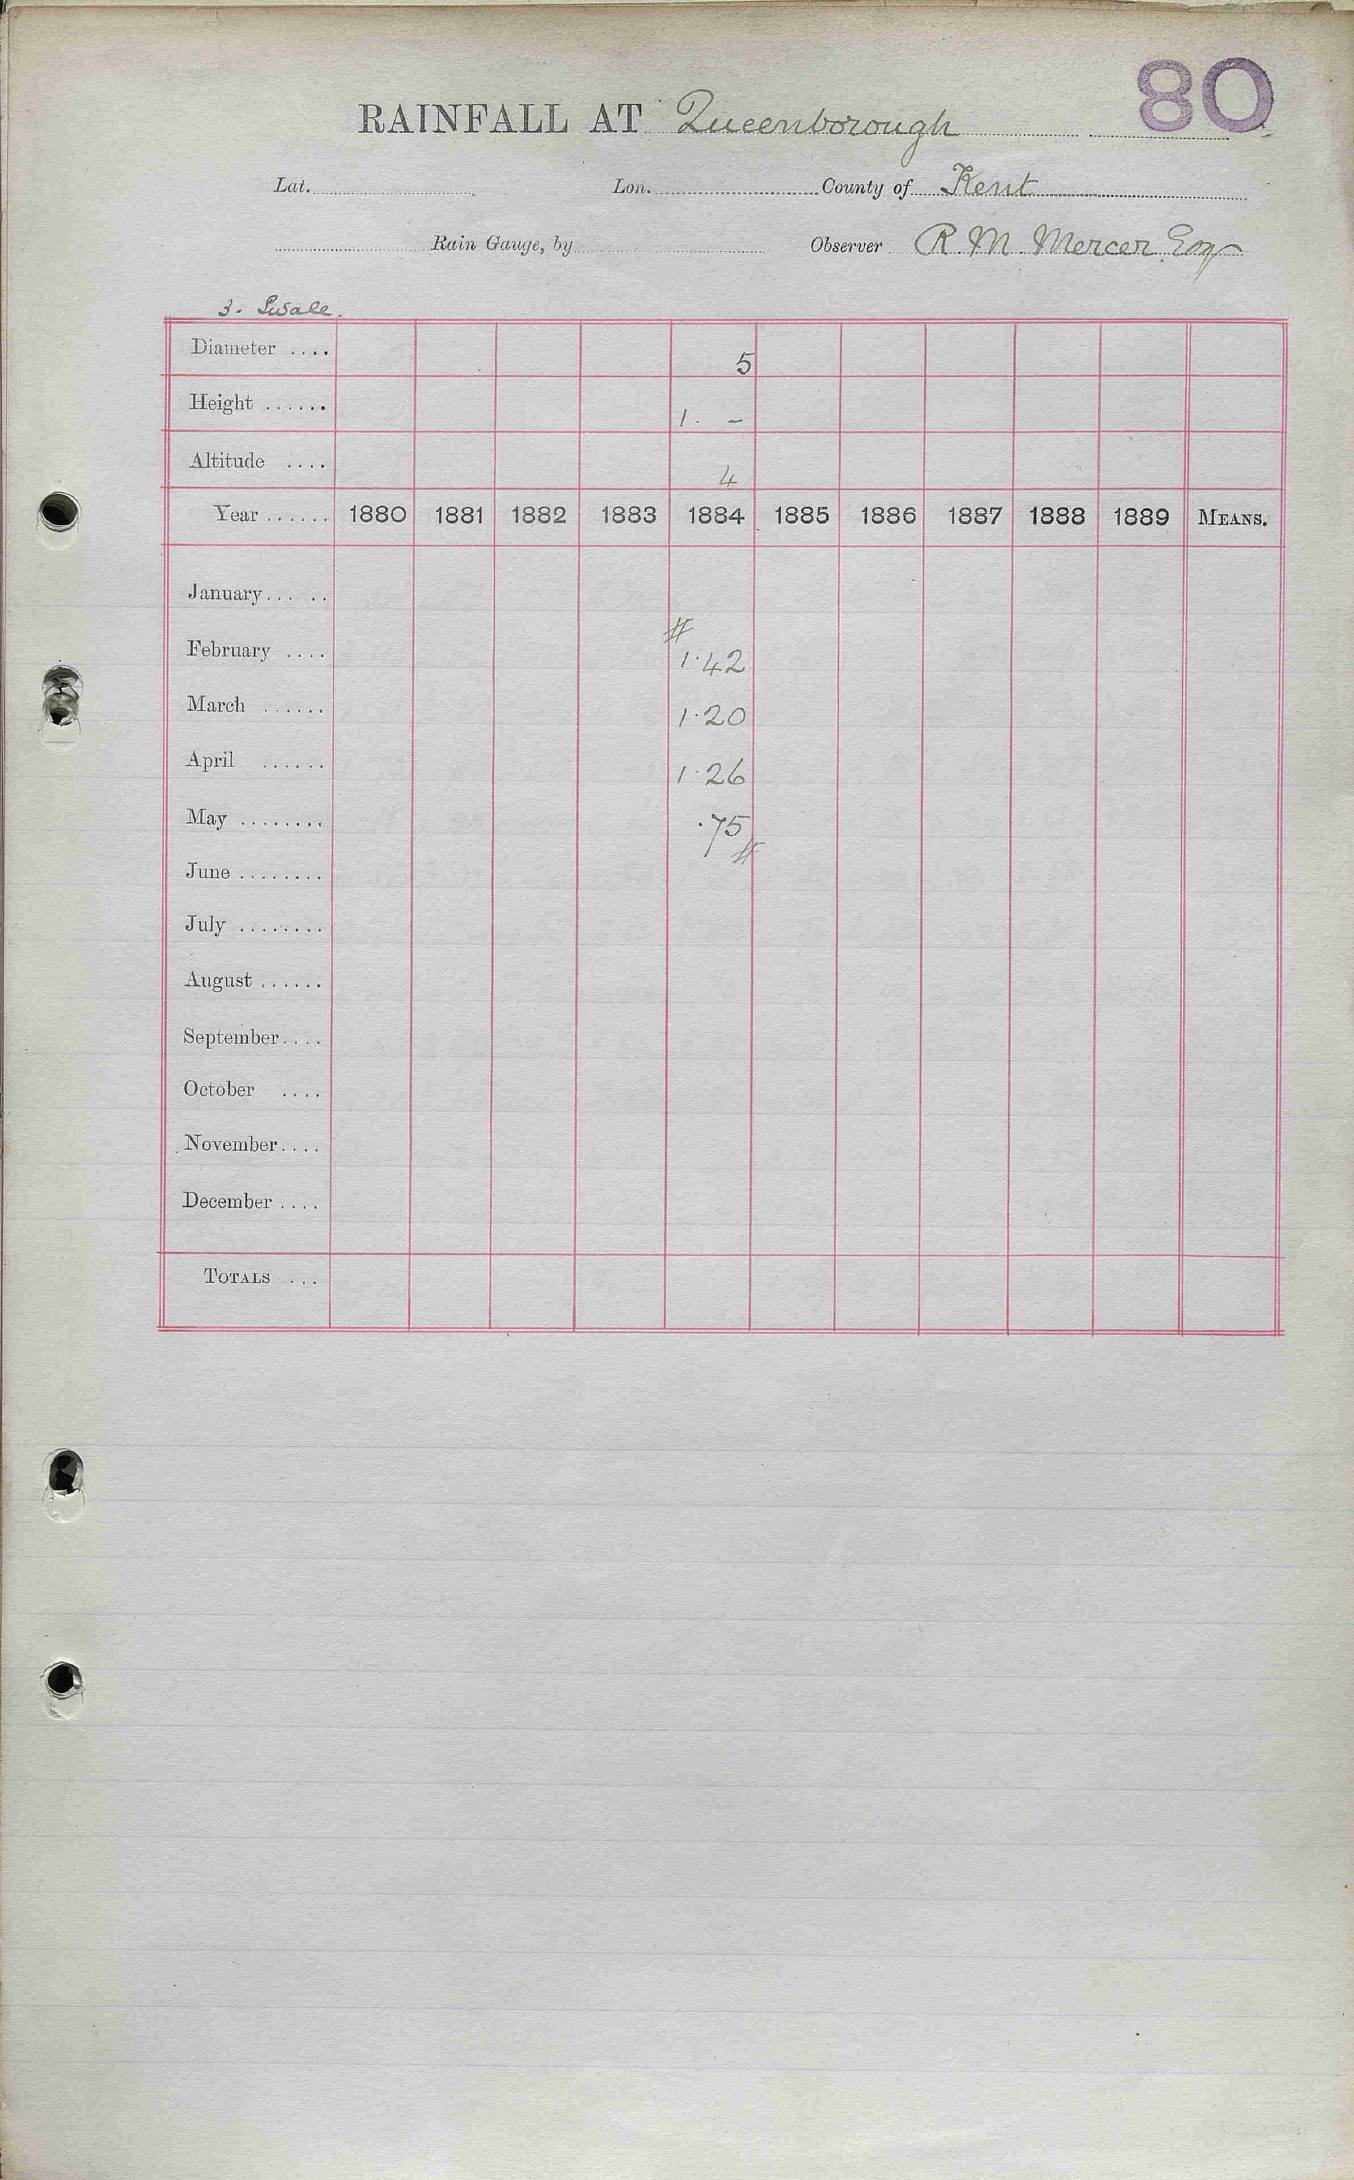 80
RAINFALL AT Queenborough
Lat. Lon. County of Kent
Rain Gauge, by Observer R. M. Mercer Esq
3. Swale.
Diameter .... 5
Height ...... 1. –
Altitude .... 4
Year ...... 1880 1881 1882 1883 1884 1885 1886 1887 1888 1889 MEANS.
January... ..
#
February .... 1·42
March ...... 1·20
April ...... 1·26
May ........ ·75
#
June ........
July ........
August ......
September....
October ....
November....
December ....
TOTALS ....